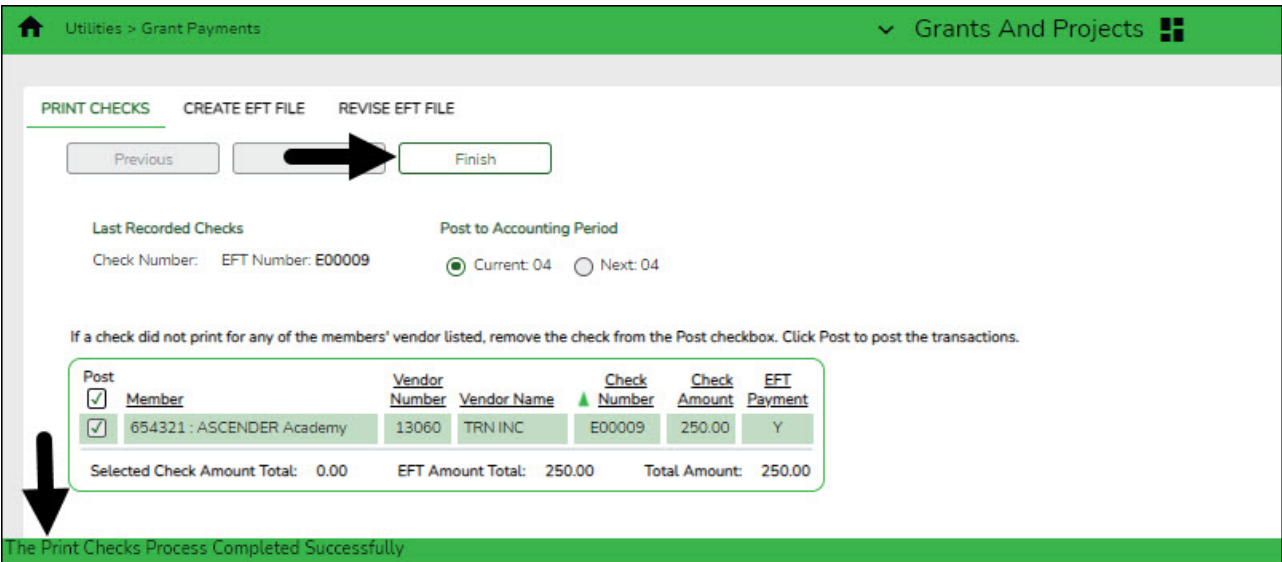 Utilities > Grant Payments
Grants And Projects
PRINT CHECKS CREATE EFT FILE REVISE EFT FILE
Previous Finish
Last Recorded Checks Post to Accounting Period
Check Number: EFT Number: E00009 Current: 04 Next: 04
If a check did not print for any of the members' vendor listed, remove the check from the Post checkbox. Click Post to post the transactions.
Post Vendor Check Check EFT
Member Number Vendor Name Number Amount Payment
654321 : ASCENDER Academy 13060 TRN INC E00009 250.00 Y
Selected Check Amount Total: 0.00 EFT Amount Total: 250.00 Total Amount: 250.00
The Print Checks Process Completed Successfully